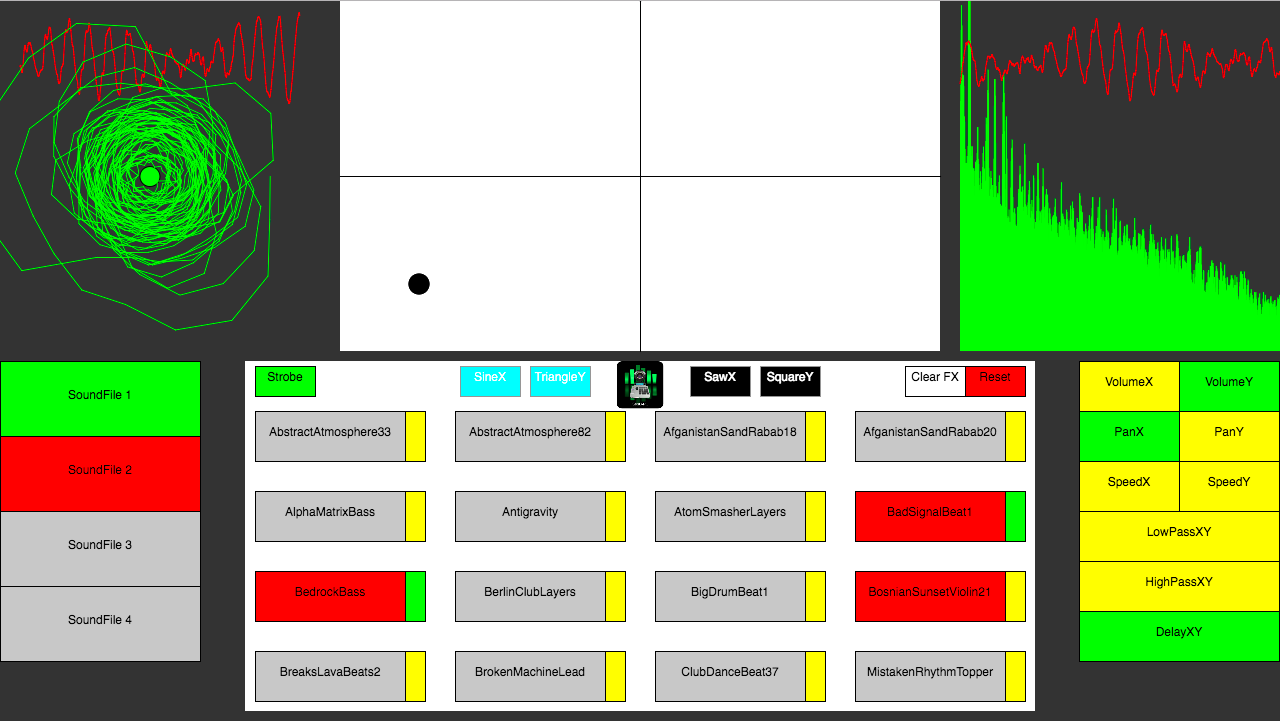 Strobe
SineX
TriangleY
SawX
SquareY
Clear FX
Reset
SoundFile 1
SoundFile 2
SoundFile 3
SoundFile 4
AbstractAtmosphere33
AbstractAtmosphere82
AfganistanSandRabab18
AfganistanSandRabab20
AlphaMatrixBass
Antigravity
AtomSmasherLayers
BadSignalBeat1
BedrockBass
BerlinClubLayers
BigDrumBeat1
BosnianSunsetViolin21
BreaksLavaBeats2
BrokenMachineLead
ClubDanceBeat37
MistakenRhythmTopper
VolumeX
VolumeY
PanX
PanY
SpeedX
SpeedY
LowPassXY
HighPassXY
DelayXY